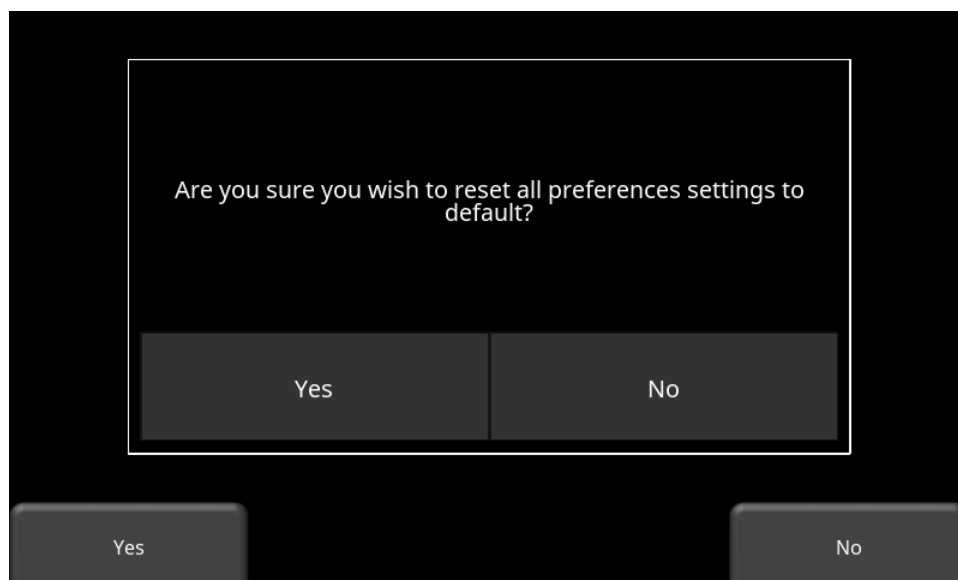 Are you sure you wish to reset all preferences settings to
default?
Yes
No
Yes
No